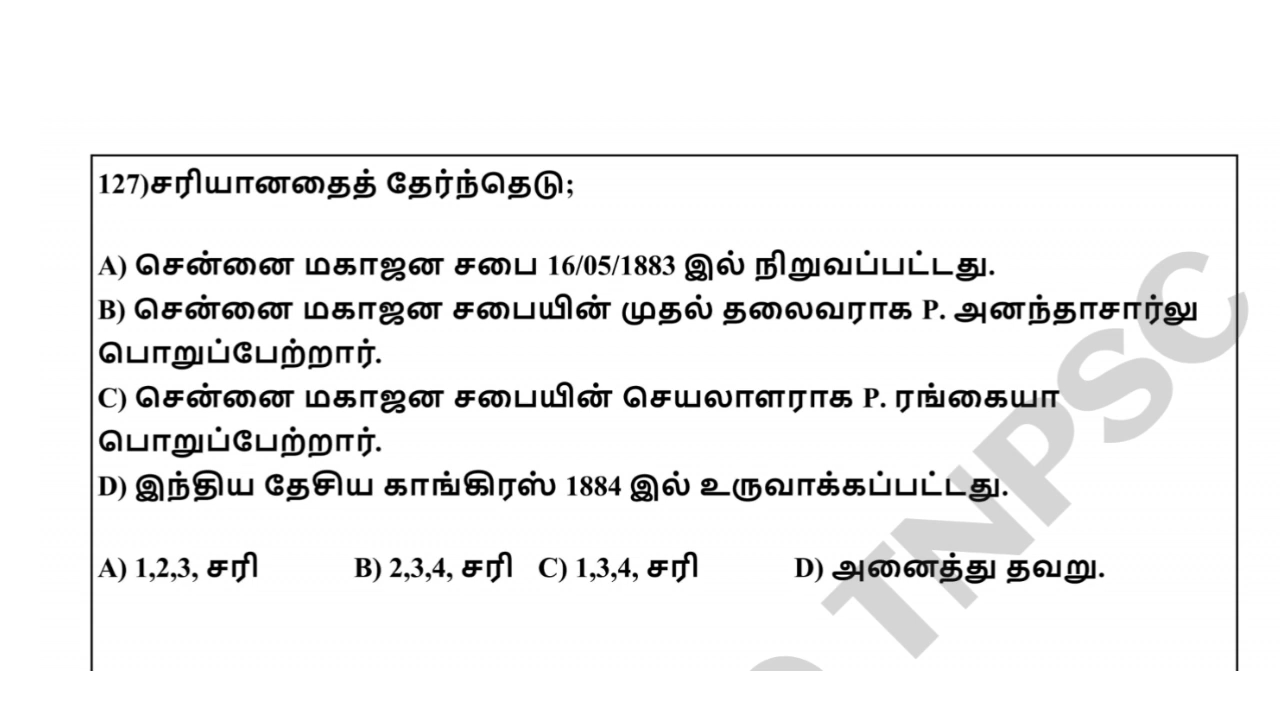 127)சரியானதைத் தேர்ந்தெடு;
A) சென்னை மகாஜன சபை 16/05/1883 இல் நிறுவப்பட்டது.
B) சென்னை மகாஜன சபையின் முதல் தலைவராக P. அனந்தாசார்லு
பொறுப்பேற்றார்.
C) சென்னை மகாஜன சபையின் செயலாளராக P. ரங்கையா
பொறுப்பேற்றார்.
D) இந்திய தேசிய காங்கிரஸ் 1884 இல் உருவாக்கப்பட்டது.
A) 1,2,3, சரி B) 2,3,4, சரி C) 1,3,4, சரி D) அனைத்து தவறு.
TNPSC